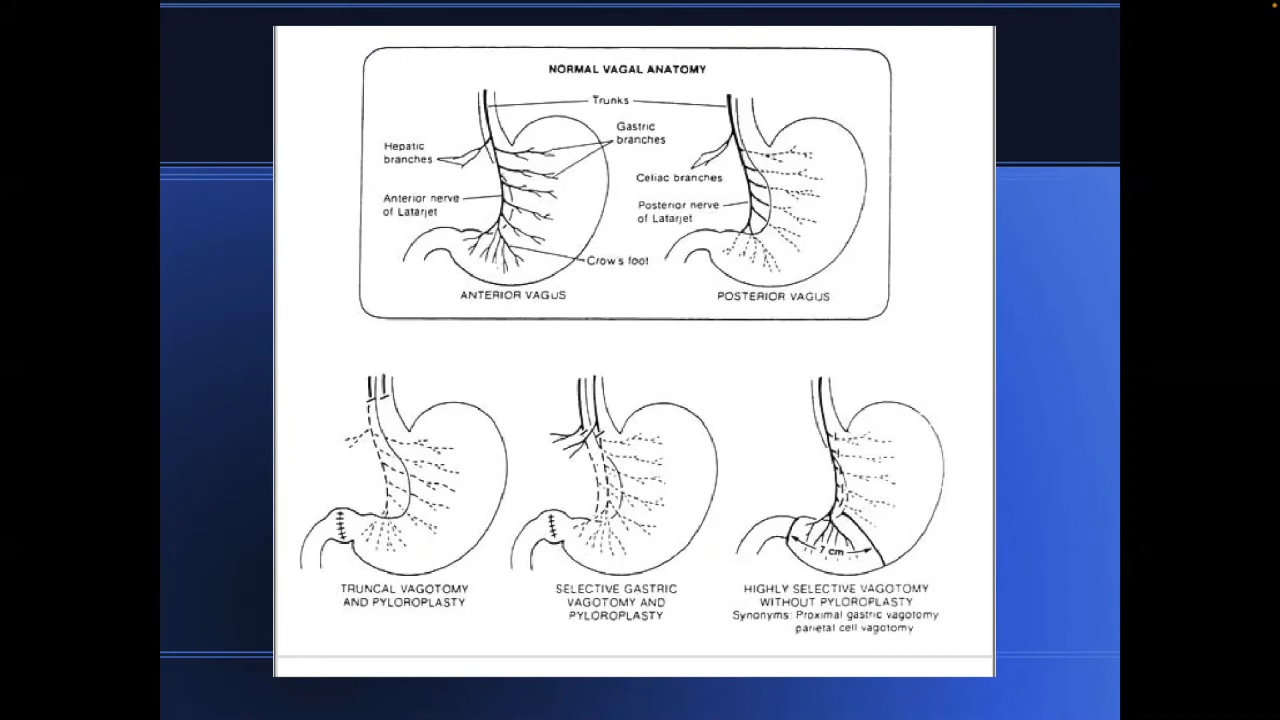 NORMAL VAGAL ANATOMY
Trunks
Gastric
branches
Hepatic
branches
Celiac branches
Anterior nerve
of Latarjet
Posterior nerve
of Latarjet
Crow's foot
ANTERIOR VAGUS
POSTERIOR VAGUS
7 cm
TRUNCAL VAGOTOMY
AND PYLOROPLASTY
SELECTIVE GASTRIC
VAGOTOMY AND
PYLOROPLASTY
HIGHLY SELECTIVE VAGOTOMY
WITHOUT PYLOROPLASTY
Synonyms: Proximal gastric vagotomy
parietal cell vagotomy